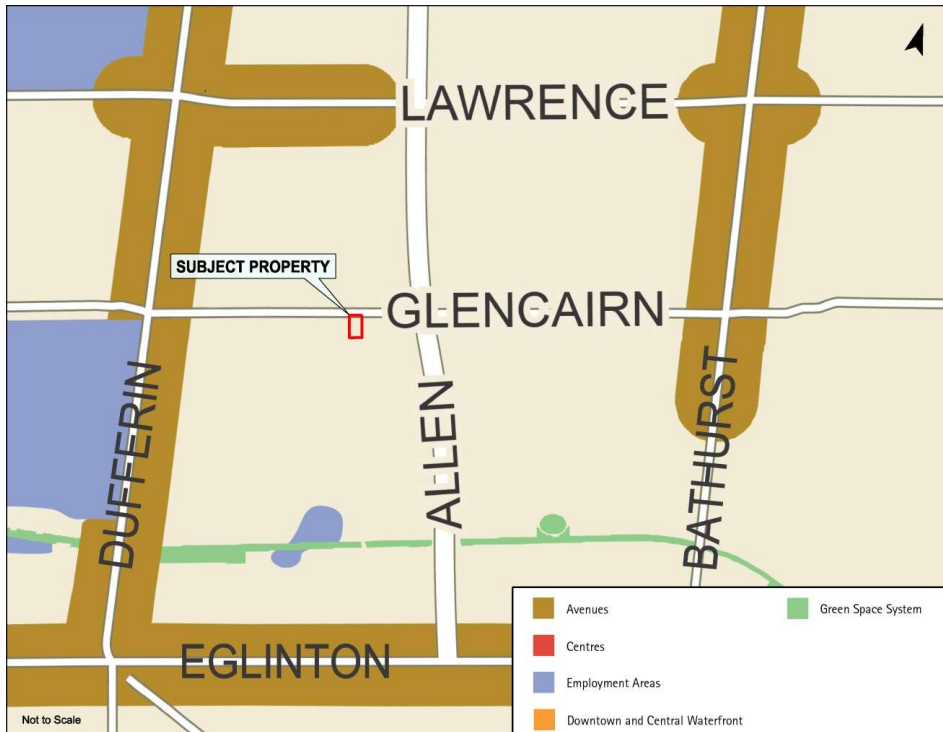 LAWRENCE
SUBJECT PROPERTY
GLENCAIRN
DUFFERIN
ALLEN
BATHURST
EGLINTON
Not to Scale
Avenues
Centres
Employment Areas
Downtown and Central Waterfront
Green Space System